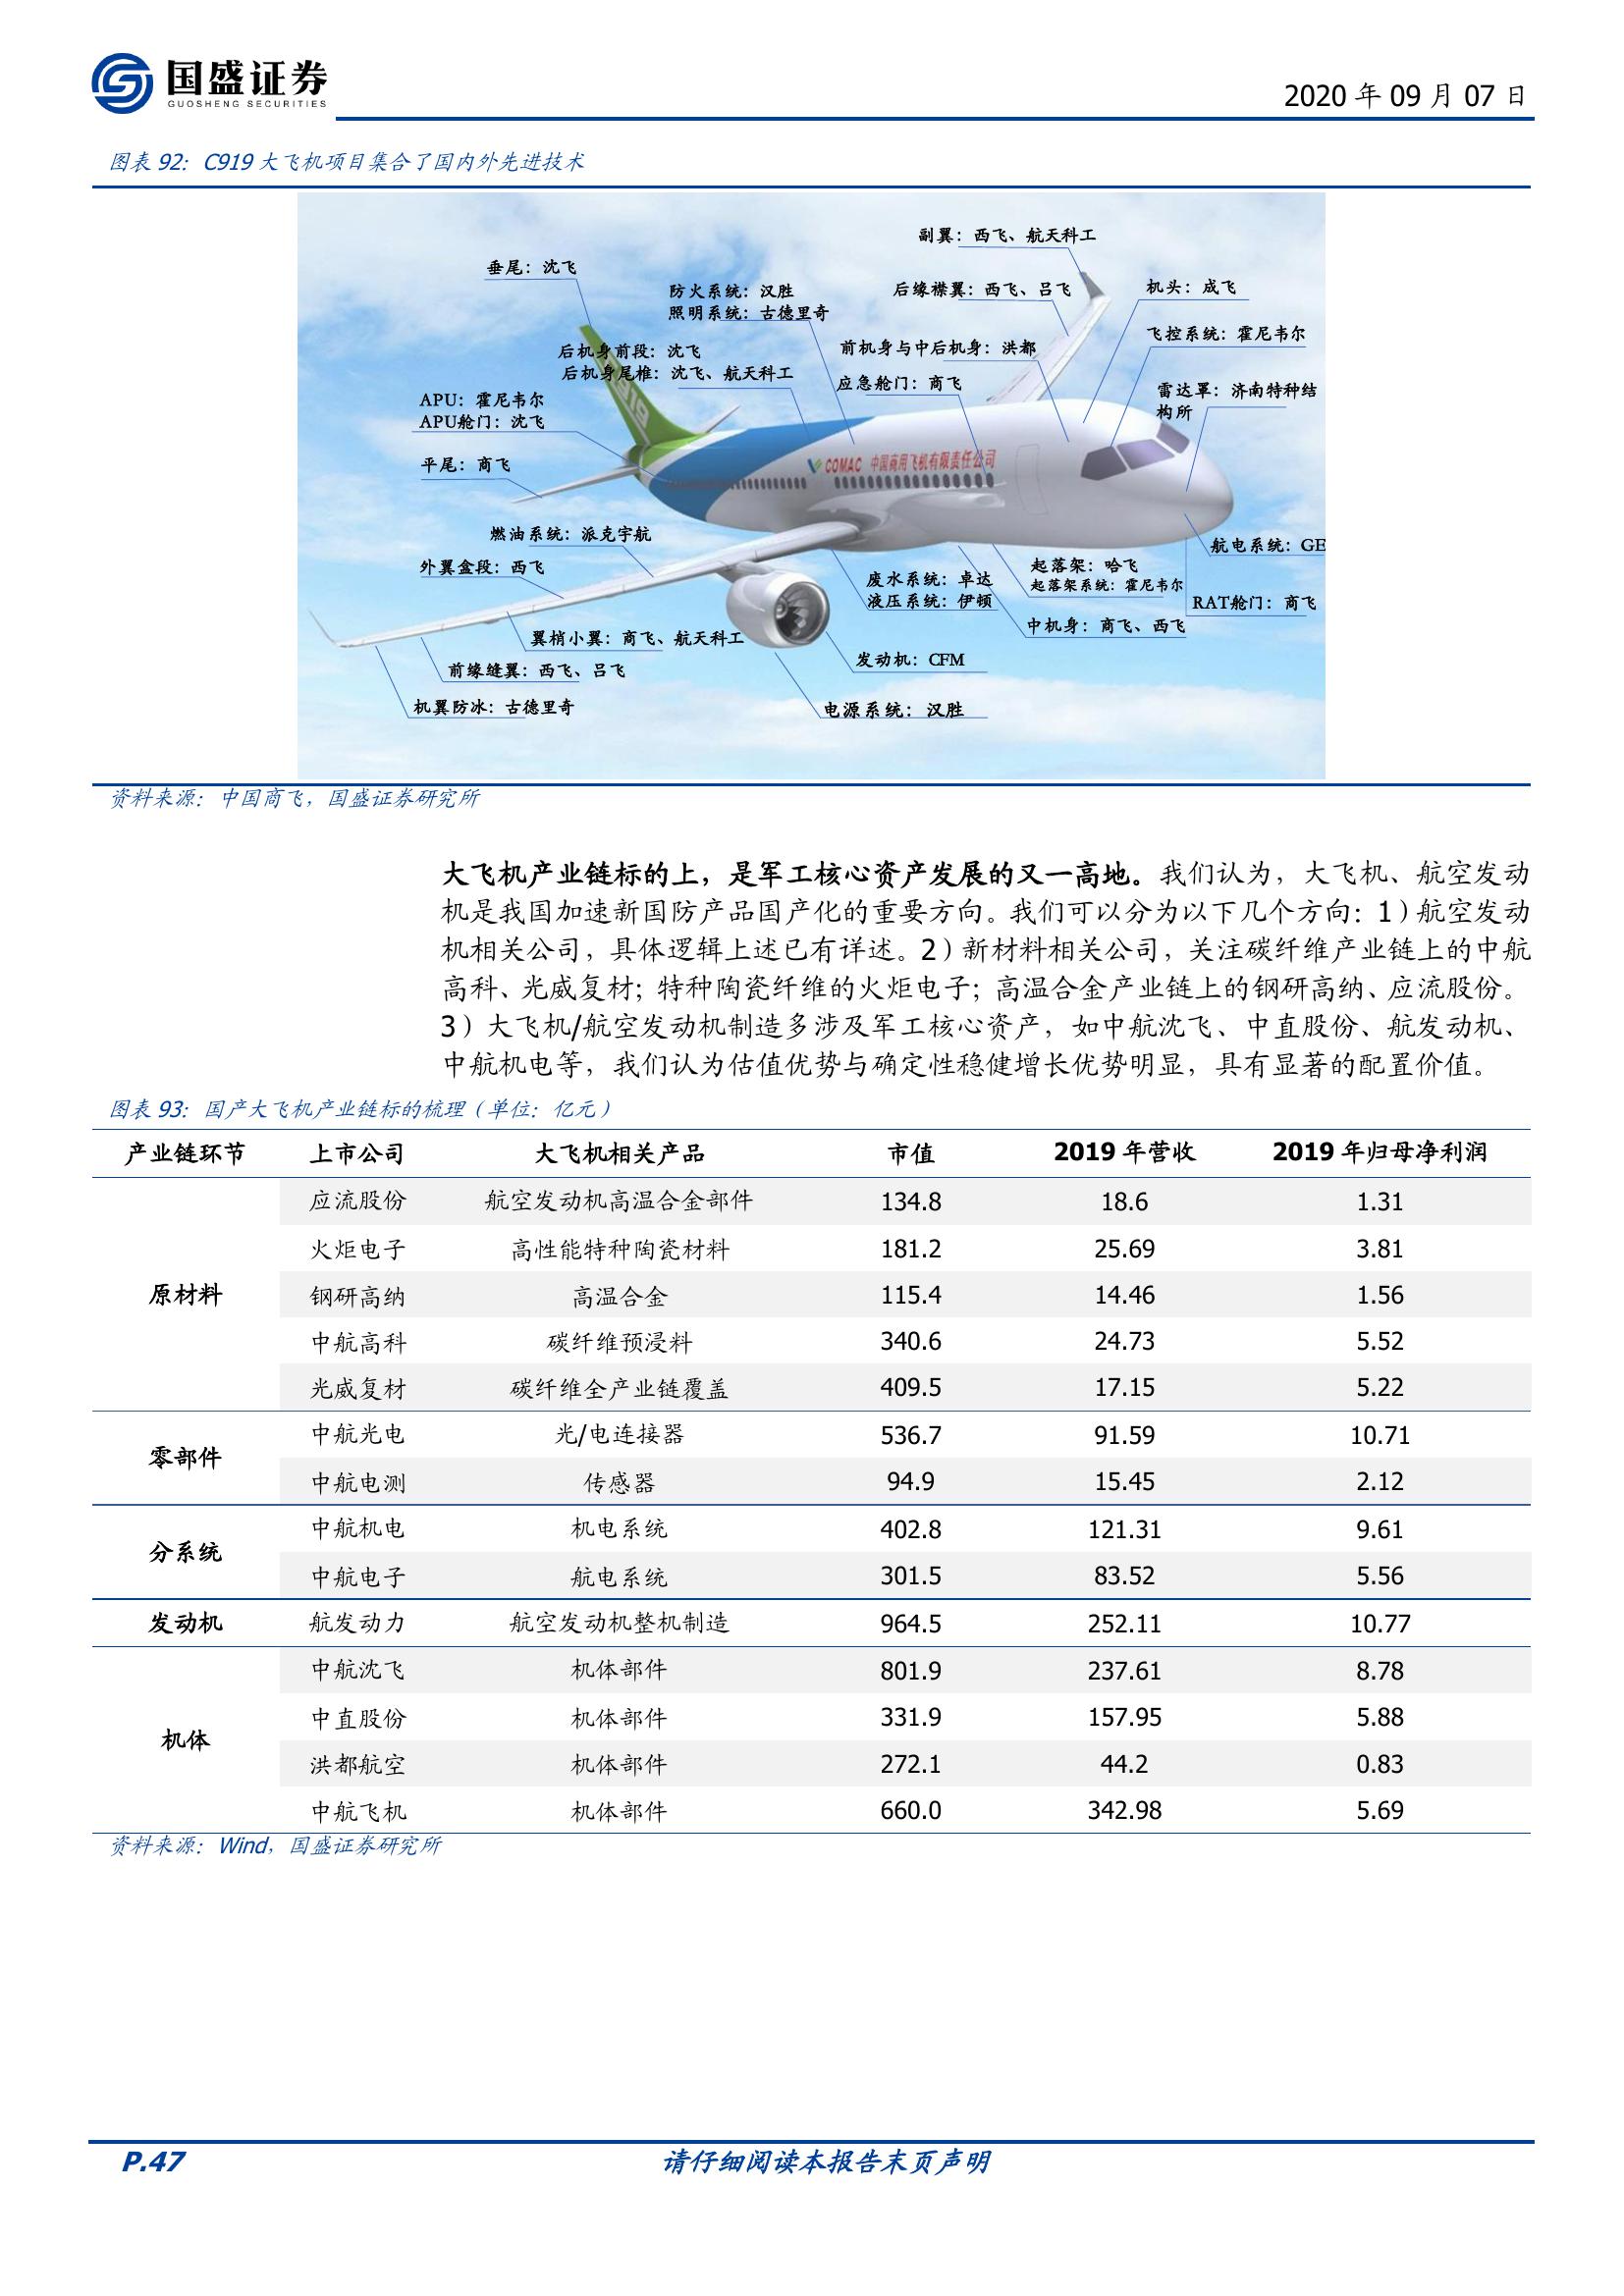 国盛证券
GUOSHENG SECURITIES
2020 年 09 月 07 日
图表 92：C919 大飞机项目集合了国内外先进技术
副翼：西飞、航天科工
垂尾：沈飞
防火系统：汉胜
照明系统：古德里奇
后缘襟翼：西飞、吕飞
机头：成飞
飞控系统：霍尼韦尔
后机身前段：沈飞
后机身尾椎：沈飞、航天科工
前机身与中后机身：洪都
应急舱门：商飞
雷达罩：济南特种结
构所
APU：霍尼韦尔
APU舱门：沈飞
平尾：商飞
919
COMAC 中国商用飞机有限责任公司
燃油系统：派克宇航
外翼盒段：西飞
航电系统：GE
废水系统：卓达
液压系统：伊顿
起落架：哈飞
起落架系统：霍尼韦尔
RAT舱门：商飞
中机身：商飞、西飞
翼梢小翼：商飞、航天科工
发动机：CFM
前缘缝翼：西飞、吕飞
机翼防冰：古德里奇
电源系统：汉胜
资料来源：中国商飞，国盛证券研究所
大飞机产业链标的上，是军工核心资产发展的又一高地。我们认为，大飞机、航空发动
机是我国加速新国防产品国产化的重要方向。我们可以分为以下几个方向：1）航空发动
机相关公司，具体逻辑上述已有详述。2）新材料相关公司，关注碳纤维产业链上的中航
高科、光威复材；特种陶瓷纤维的火炬电子；高温合金产业链上的钢研高纳、应流股份。
3）大飞机/航空发动机制造多涉及军工核心资产，如中航沈飞、中直股份、航发动机、
中航机电等，我们认为估值优势与确定性稳健增长优势明显，具有显著的配置价值。
图表 93：国产大飞机产业链标的梳理（单位：亿元）
产业链环节 上市公司 大飞机相关产品 市值 2019 年营收 2019 年归母净利润
原材料 应流股份 航空发动机高温合金部件 134.8 18.6 1.31
火炬电子 高性能特种陶瓷材料 181.2 25.69 3.81
钢研高纳 高温合金 115.4 14.46 1.56
中航高科 碳纤维预浸料 340.6 24.73 5.52
光威复材 碳纤维全产业链覆盖 409.5 17.15 5.22
零部件 中航光电 光/电连接器 536.7 91.59 10.71
中航电测 传感器 94.9 15.45 2.12
分系统 中航机电 机电系统 402.8 121.31 9.61
中航电子 航电系统 301.5 83.52 5.56
发动机 航发动力 航空发动机整机制造 964.5 252.11 10.77
机体 中航沈飞 机体部件 801.9 237.61 8.78
中直股份 机体部件 331.9 157.95 5.88
洪都航空 机体部件 272.1 44.2 0.83
中航飞机 机体部件 660.0 342.98 5.69
资料来源：Wind，国盛证券研究所
P.47
请仔细阅读本报告末页声明